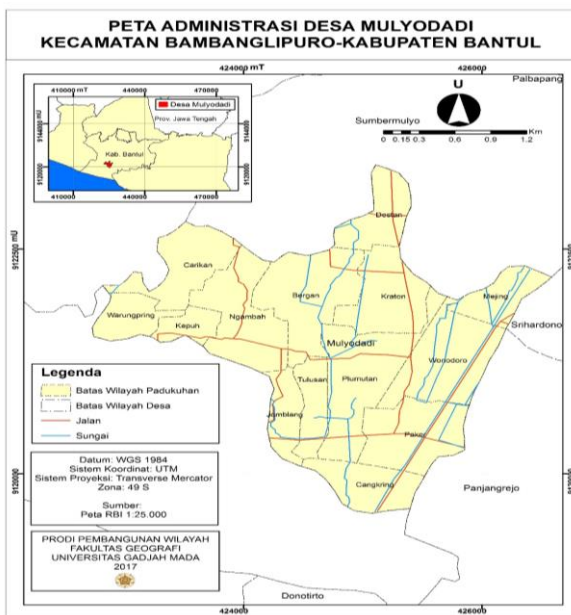 PETA ADMINISTRASI DESA MULYODADI
KECAMATAN BAMBANGLIPURO-KABUPATEN BANTUL
424000 mT
426000
Palbapang
410000
440000
470000
Desa Mulyodadi
Prov. Jawa Tengah
Kab. Bantul
9144000
9120000
9144000
9120000
410000
440000
470000
U
Sumbermulyo
Km
0 0.15 0.3 0.6 0.9 1.2
9122500 mU
Destan
Carikan
Bergan
Kraton
Mejing
Warungpring
Kapuh
Ngambah
Srihardono
Mulyodadi
Wonodoro
Tulusan
Plumutan
Jomblang
Paker
Cangkring
Panjangrejo
Legenda
Batas Wilayah Padukuhan
Batas Wilayah Desa
Jalan
Sungai
Datum: WGS 1984
Sistem Koordinat: UTM
Sistem Proyeksi: Transverse Mercator
Zona: 49 S
Sumber:
Peta RBI 1:25.000
9120000
PRODI PEMBANGUNAN WILAYAH
FAKULTAS GEOGRAFI
UNIVERSITAS GADJAH MADA
2017
Donotirto
424000
426000